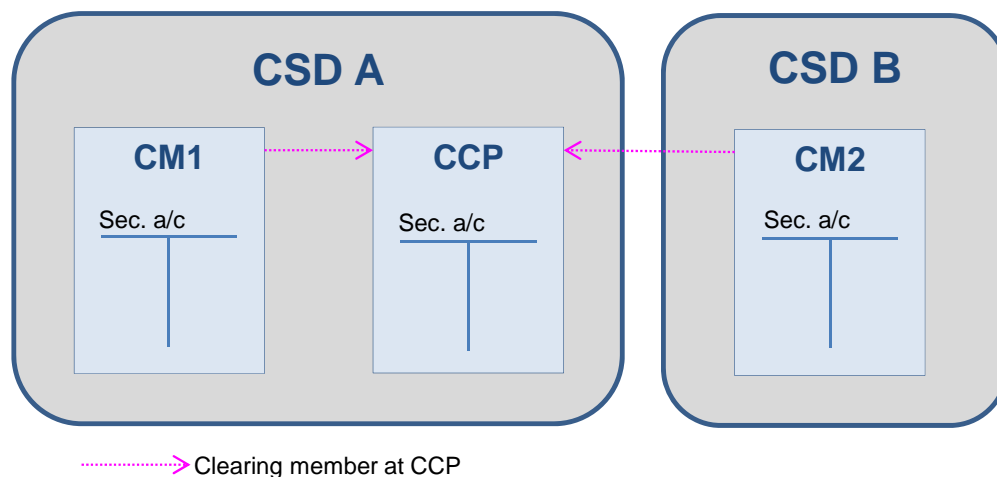 CSD A
CSD B
CM1
CCP
CM2
Sec. a/c
Sec. a/c
Sec. a/c
Clearing member at CCP